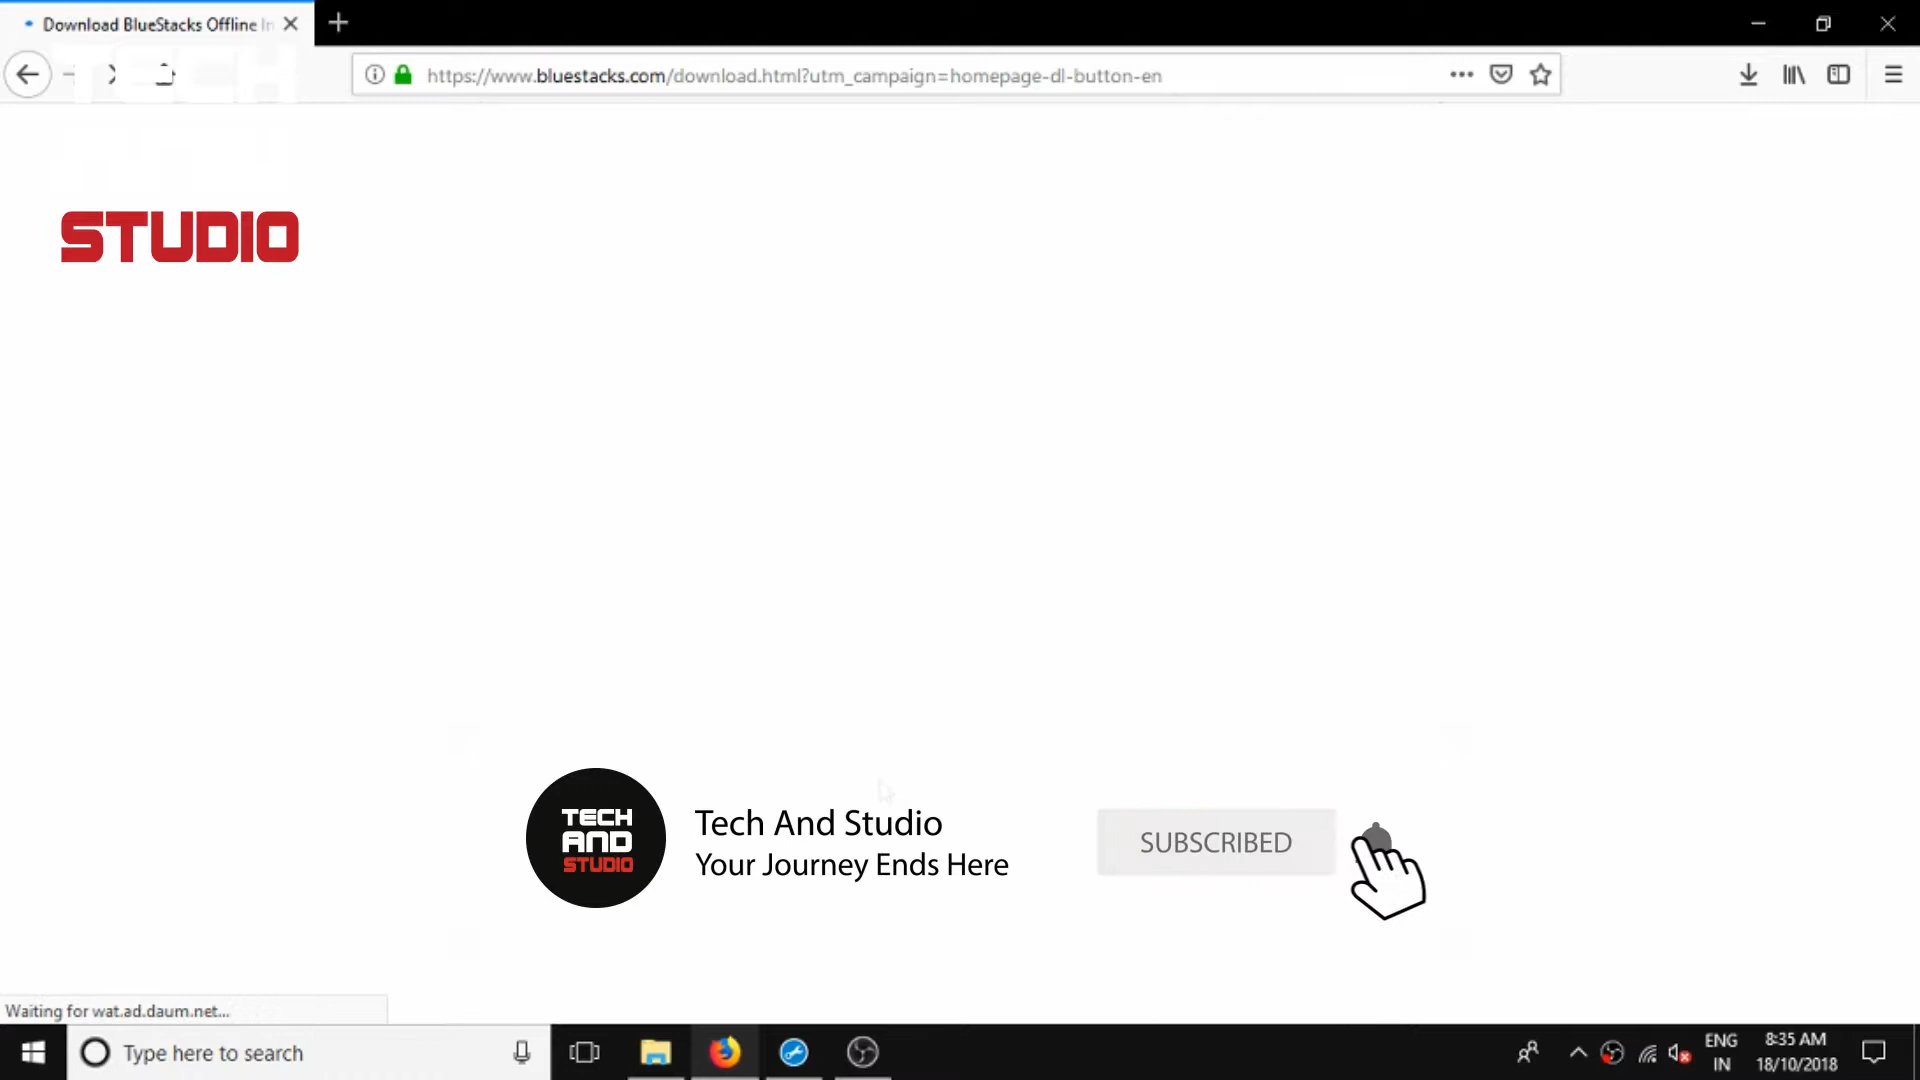 Download BlueStacks Offline In
https://www.bluestacks.com/download.html?utm_campaign=homepage-dl-button-en
TECH
AND
STUDIO
TECH
AND
STUDIO
Tech And Studio
Your Journey Ends Here
SUBSCRIBED
Waiting for wat.ad.daum.net...
Type here to search
ENG
IN
8:35 AM
18/10/2018